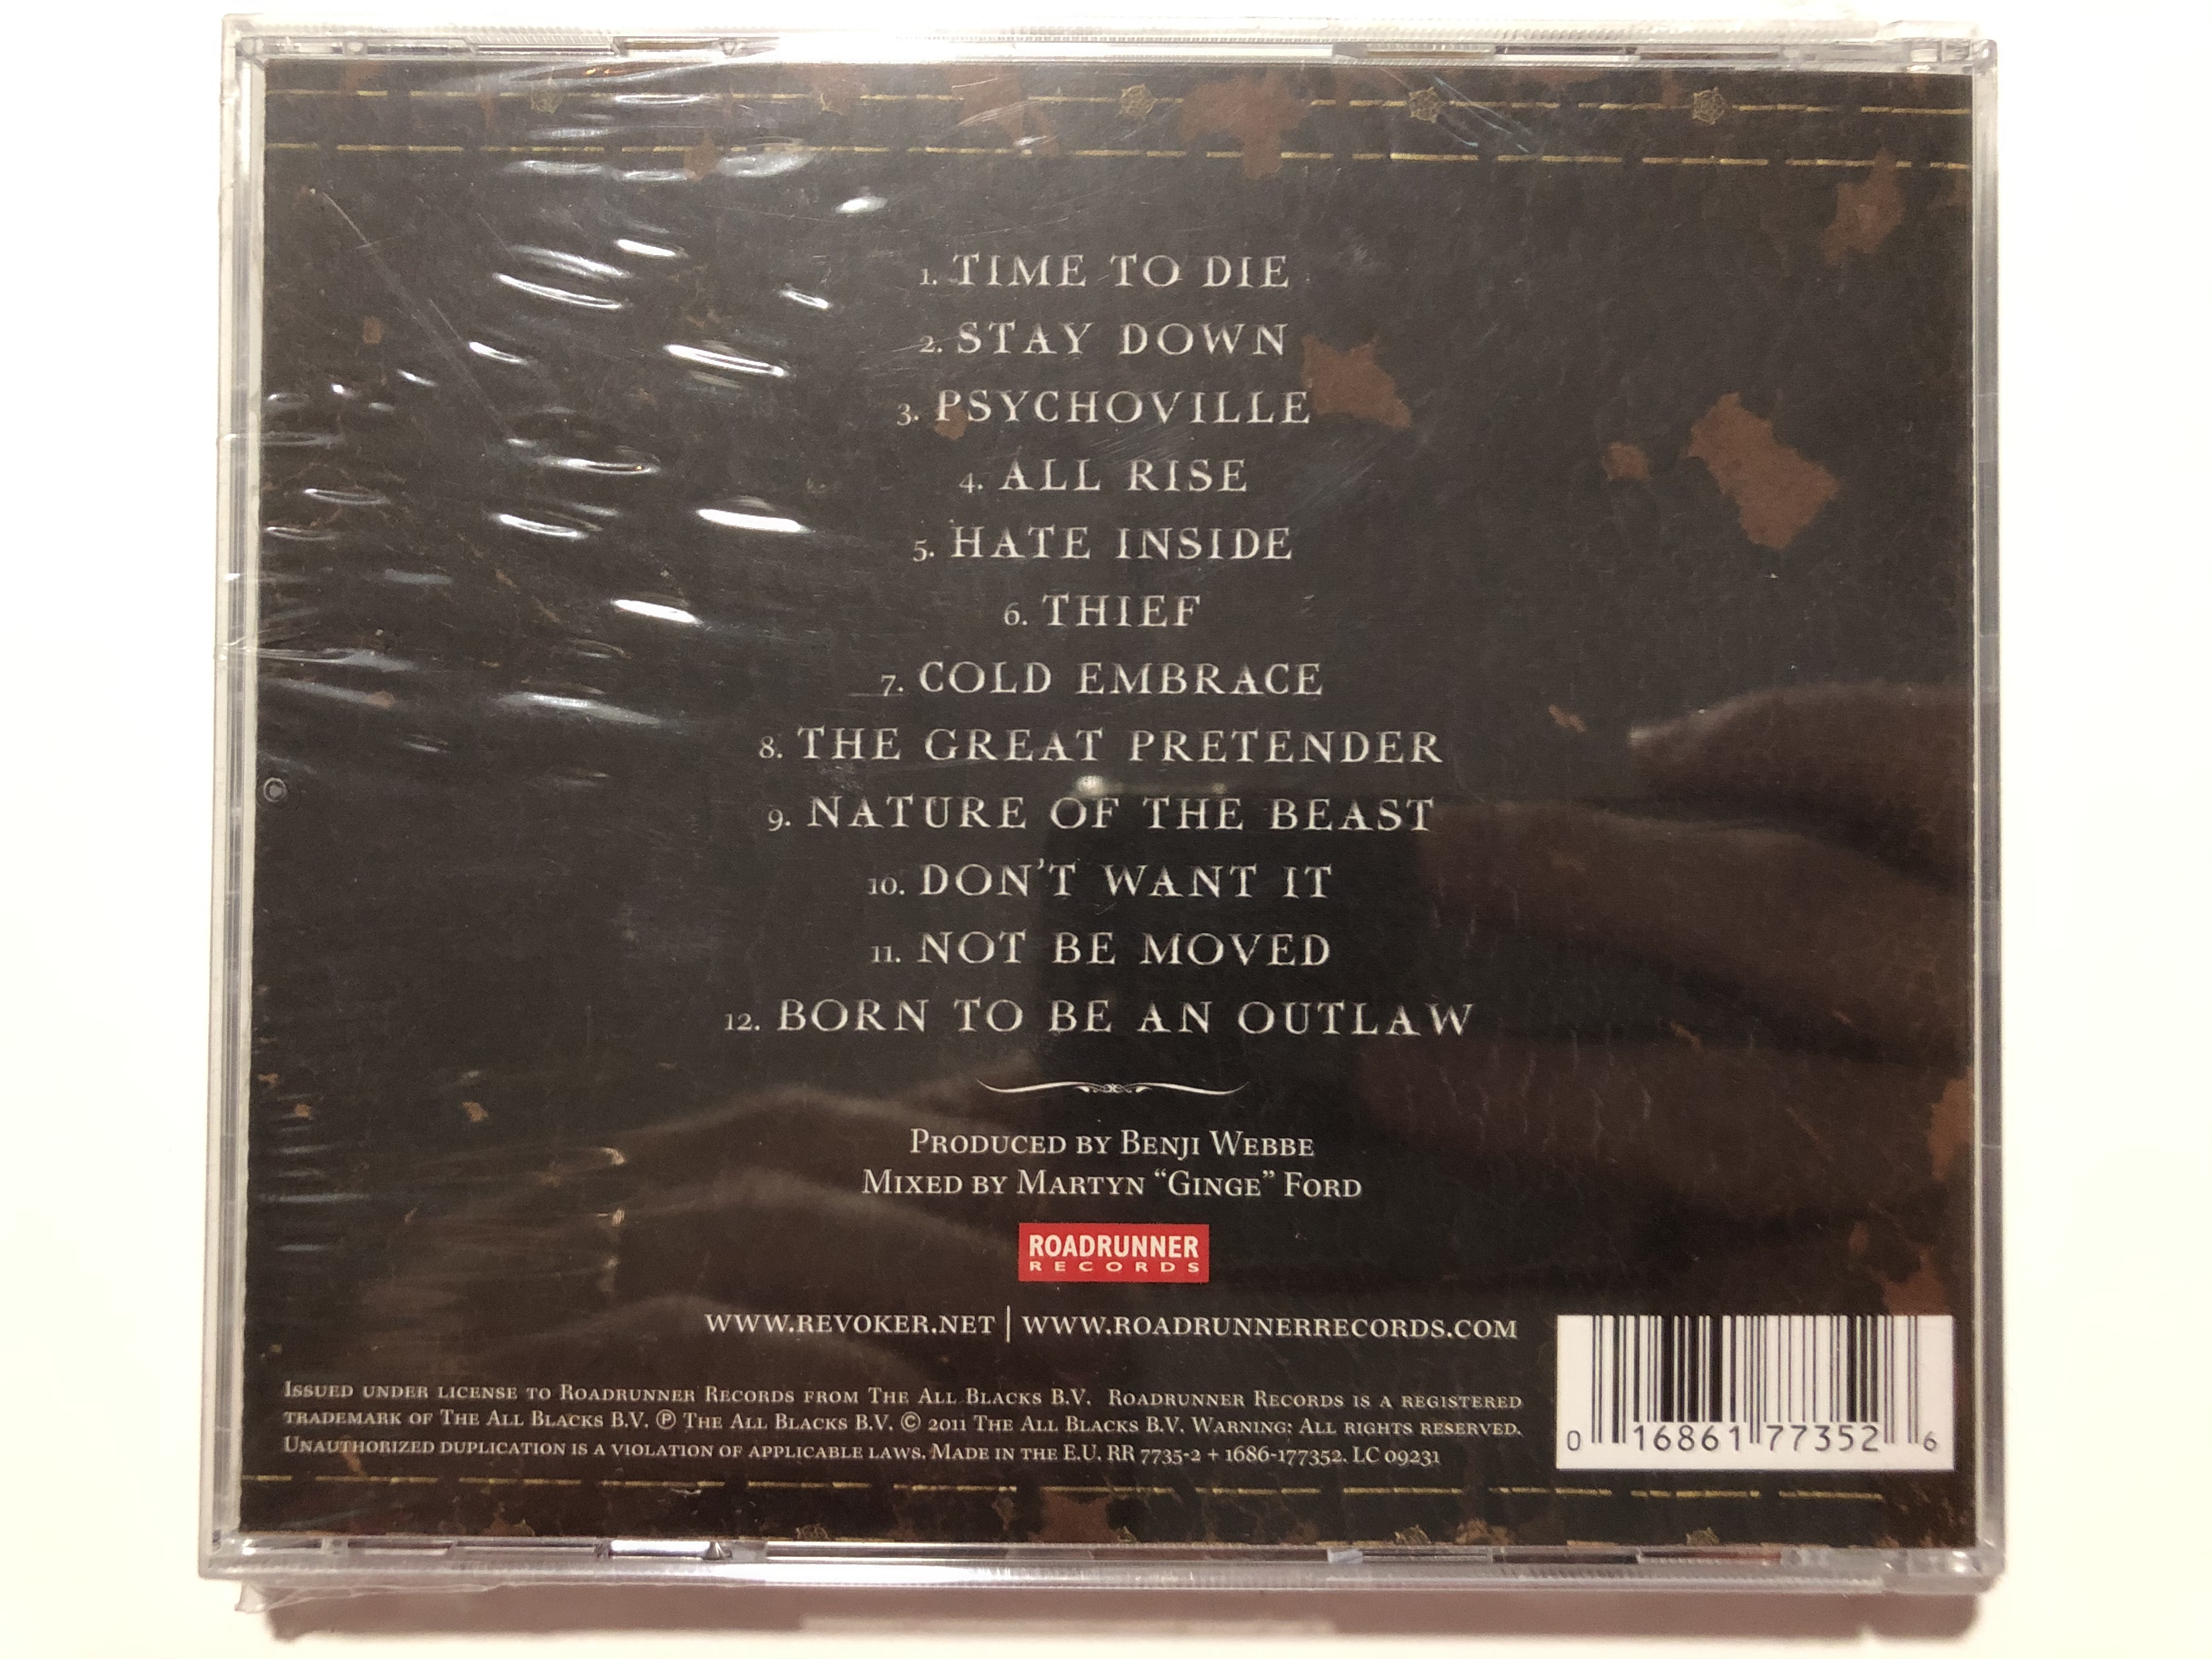 1. TIME TO DIE
2. STAY DOWN
3. PSYCHOVILLE
4. ALL RISE
5. HATE INSIDE
6. THIEF
7. COLD EMBRACE
8. THE GREAT PRETENDER
9. NATURE OF THE BEAST
10. DON'T WANT IT
11. NOT BE MOVED
12. BORN TO BE AN OUTLAW
PRODUCED BY BENJI WEBBE
MIXED BY MARTYN “GINGE” FORD
ROADRUNNER
RECORDS
WWW.REVOKER.NET | WWW.ROADRUNNERRECORDS.COM
ISSUED UNDER LICENSE TO ROADRUNNER RECORDS FROM THE ALL BLACKS B.V. ROADRUNNER RECORDS IS A REGISTERED
TRADEMARK OF THE ALL BLACKS B.V. ℗ THE ALL BLACKS B.V. © 2011 THE ALL BLACKS B.V. WARNING: ALL RIGHTS RESERVED.
UNAUTHORIZED DUPLICATION IS A VIOLATION OF APPLICABLE LAWS. MADE IN THE E.U. RR 7735-2 + 1686-177352. LC 09231
0 16861 77352 6